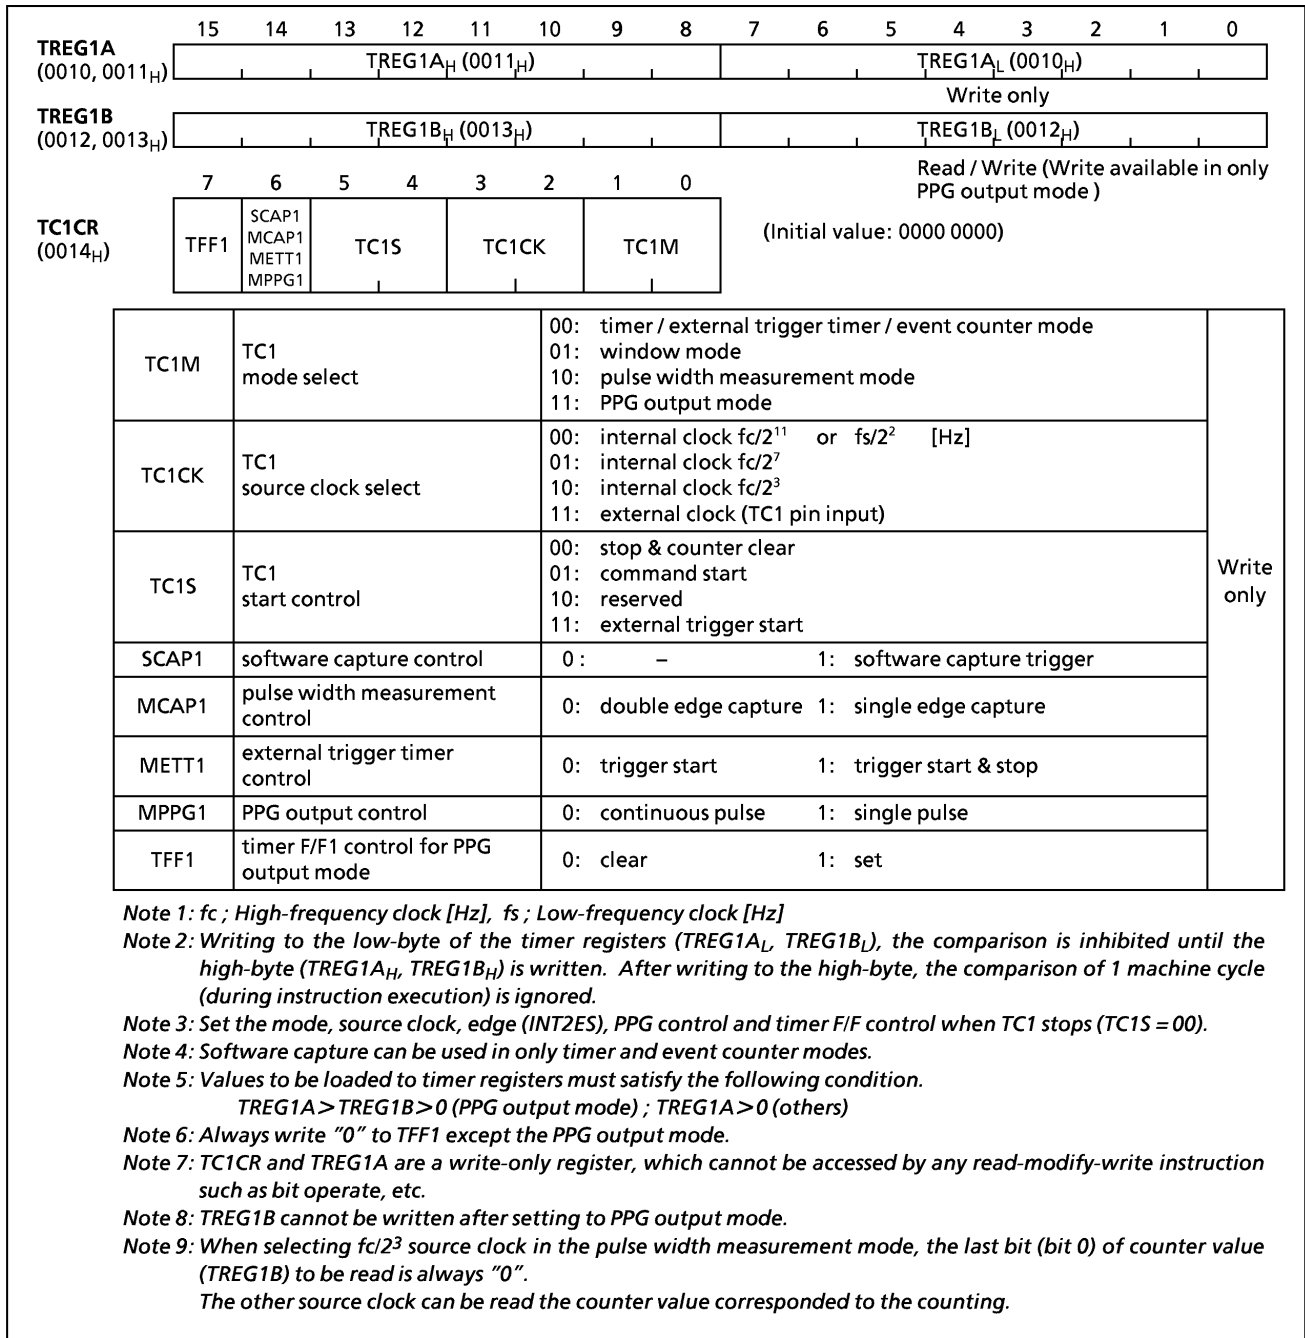 15 14 13 12 11 10 9 8 7 6 5 4 3 2 1 0
TREG1A
(0010, 0011H) TREG1AH (0011H) TREG1AL (0010H)
Write only
TREG1B
(0012, 0013H) TREG1BH (0013H) TREG1BL (0012H)
Read / Write (Write available in only
PPG output mode )
7 6 5 4 3 2 1 0
TC1CR
(0014H)
TFF1
SCAP1
MCAP1
METT1
MPPG1
TC1S TC1CK TC1M
(Initial value: 0000 0000)
TC1M
TC1
mode select
00: timer / external trigger timer / event counter mode
01: window mode
10: pulse width measurement mode
11: PPG output mode
TC1CK
TC1
source clock select
00: internal clock fc/2¹¹ or fs/2² [Hz]
01: internal clock fc/2⁷
10: internal clock fc/2³
11: external clock (TC1 pin input)
TC1S
TC1
start control
00: stop & counter clear
01: command start
10: reserved
11: external trigger start
Write
only
SCAP1 software capture control 0 : – 1: software capture trigger
MCAP1
pulse width measurement
control
0: double edge capture 1: single edge capture
METT1
external trigger timer
control
0: trigger start 1: trigger start & stop
MPPG1 PPG output control 0: continuous pulse 1: single pulse
TFF1
timer F/F1 control for PPG
output mode
0: clear 1: set
Note 1: fc ; High-frequency clock [Hz], fs ; Low-frequency clock [Hz]
Note 2: Writing to the low-byte of the timer registers (TREG1AL, TREG1BL), the comparison is inhibited until the
high-byte (TREG1AH, TREG1BH) is written. After writing to the high-byte, the comparison of 1 machine cycle
(during instruction execution) is ignored.
Note 3: Set the mode, source clock, edge (INT2ES), PPG control and timer F/F control when TC1 stops (TC1S = 00).
Note 4: Software capture can be used in only timer and event counter modes.
Note 5: Values to be loaded to timer registers must satisfy the following condition.
TREG1A>TREG1B>0 (PPG output mode) ; TREG1A>0 (others)
Note 6: Always write "0" to TFF1 except the PPG output mode.
Note 7: TC1CR and TREG1A are a write-only register, which cannot be accessed by any read-modify-write instruction
such as bit operate, etc.
Note 8: TREG1B cannot be written after setting to PPG output mode.
Note 9: When selecting fc/2³ source clock in the pulse width measurement mode, the last bit (bit 0) of counter value
(TREG1B) to be read is always "0".
The other source clock can be read the counter value corresponded to the counting.